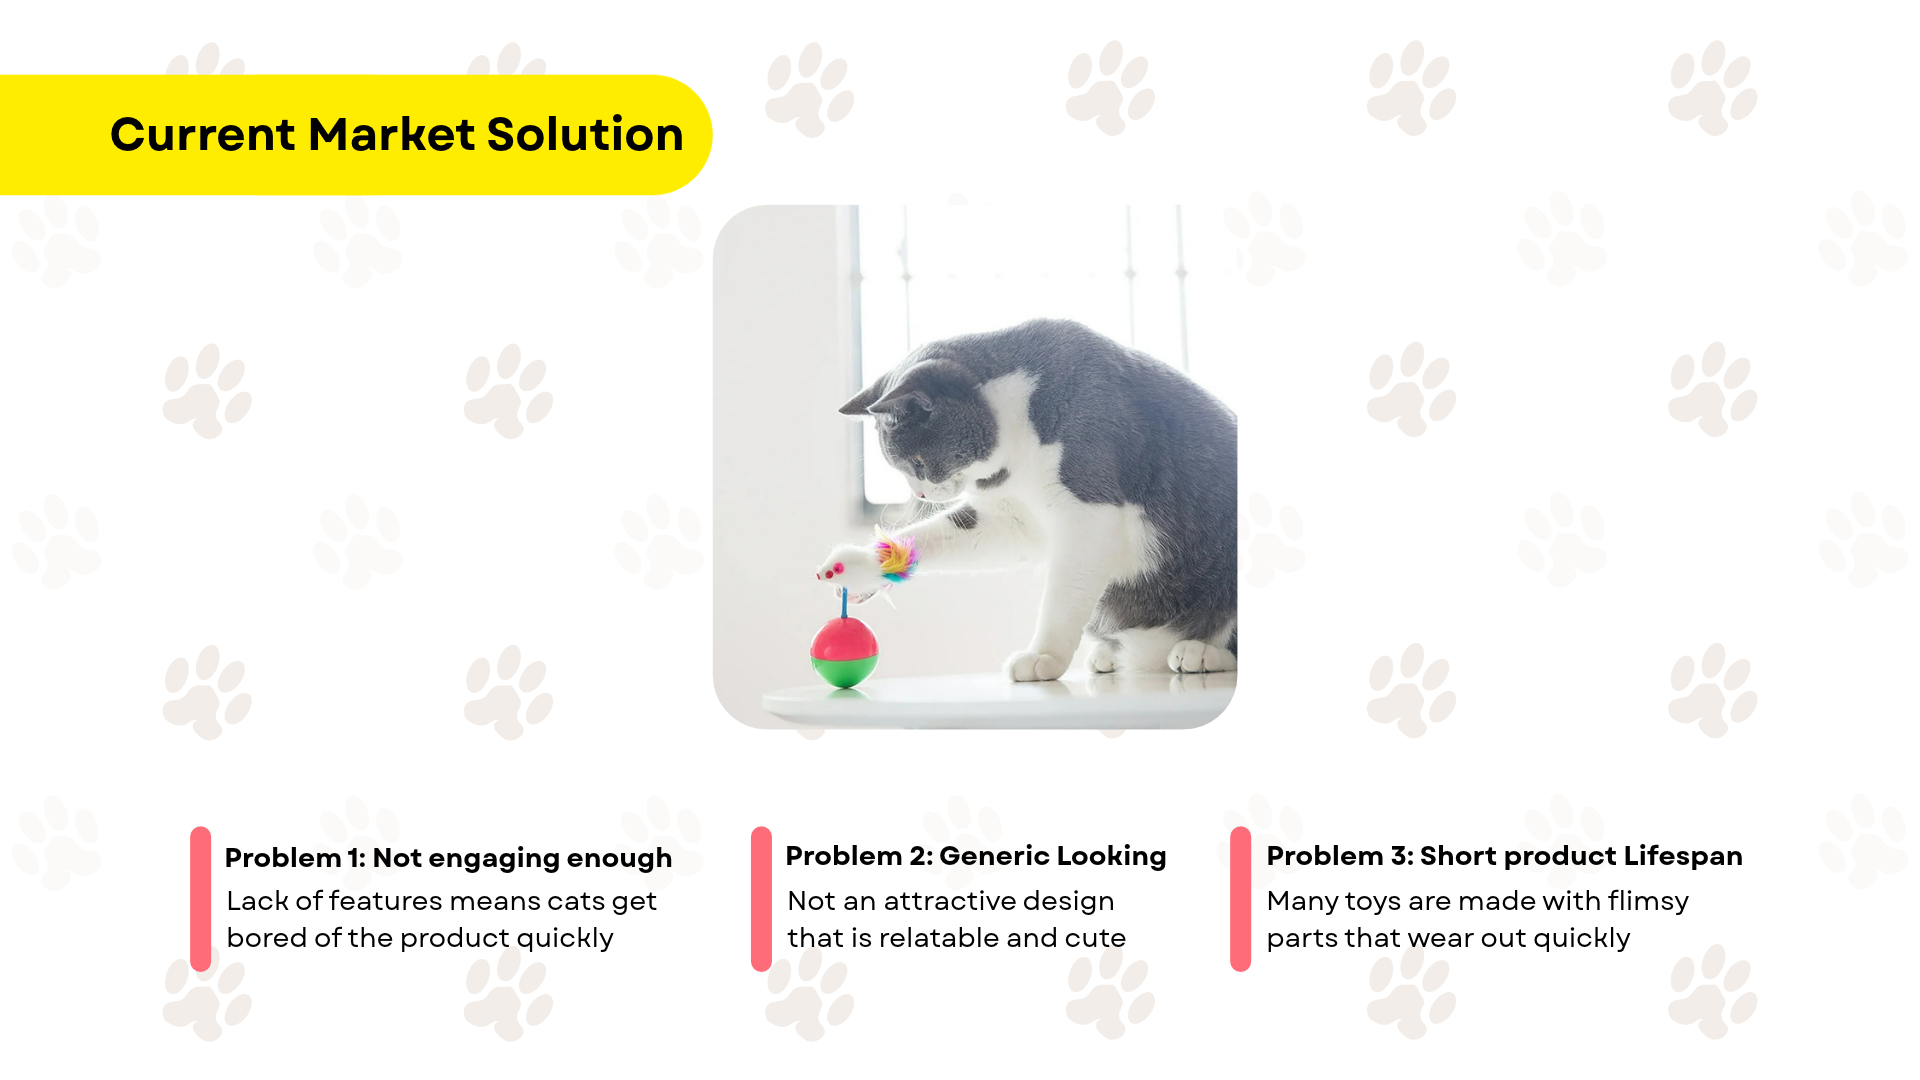 Current Market Solution
Problem 1: Not engaging enough
Lack of features means cats get
bored of the product quickly
Problem 2: Generic Looking
Not an attractive design
that is relatable and cute
Problem 3: Short product Lifespan
Many toys are made with flimsy
parts that wear out quickly